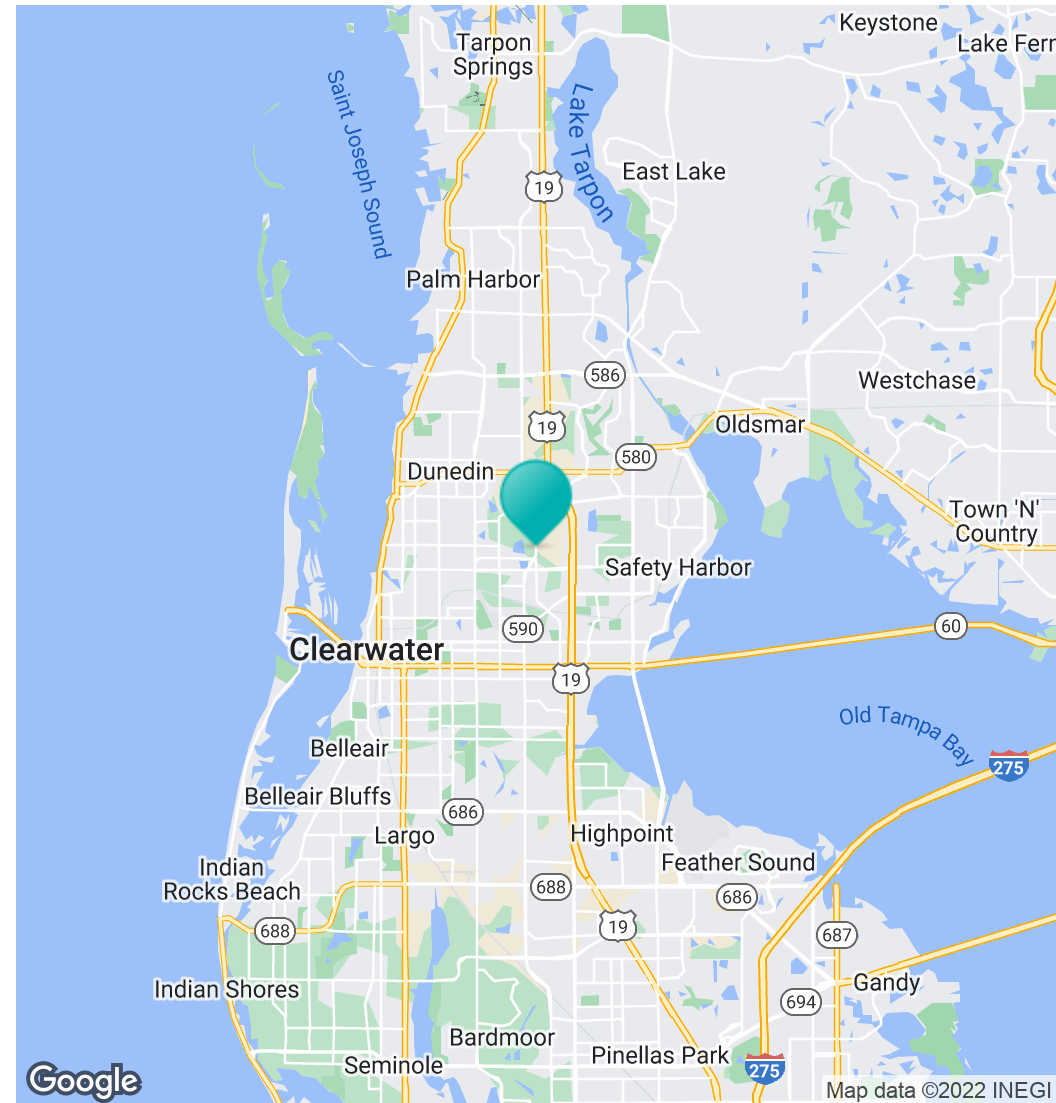 Keystone
Tarpon
Springs
Lake Fern
Saint Joseph Sound
Lake Tarpon
East Lake
19
Palm Harbor
586
Westchase
19
Oldsmar
580
Dunedin
Town 'N'
Country
Safety Harbor
590
60
Clearwater
19
Old Tampa Bay
Belleair
275
Belleair Bluffs
686
Largo
Highpoint
Feather Sound
Indian
Rocks Beach
688
686
688
19
687
Indian Shores
Gandy
694
Bardmoor
Pinellas Park
Seminole
275
Google
Map data ©2022 INEGI